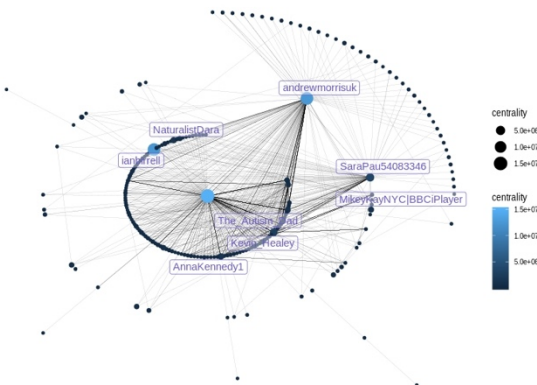 andrewmorrisuk
centrality
5.0e+06
1.0e+07
1.5e+07
NaturalistDara
ianbirrell
SaraPau54083346
MikeyKayNYC|BBCiPlayer
centrality
1.5e+07
1.0e+07
5.0e+06
The_Autism_Dad
Kevin_Healey
AnnaKennedy1